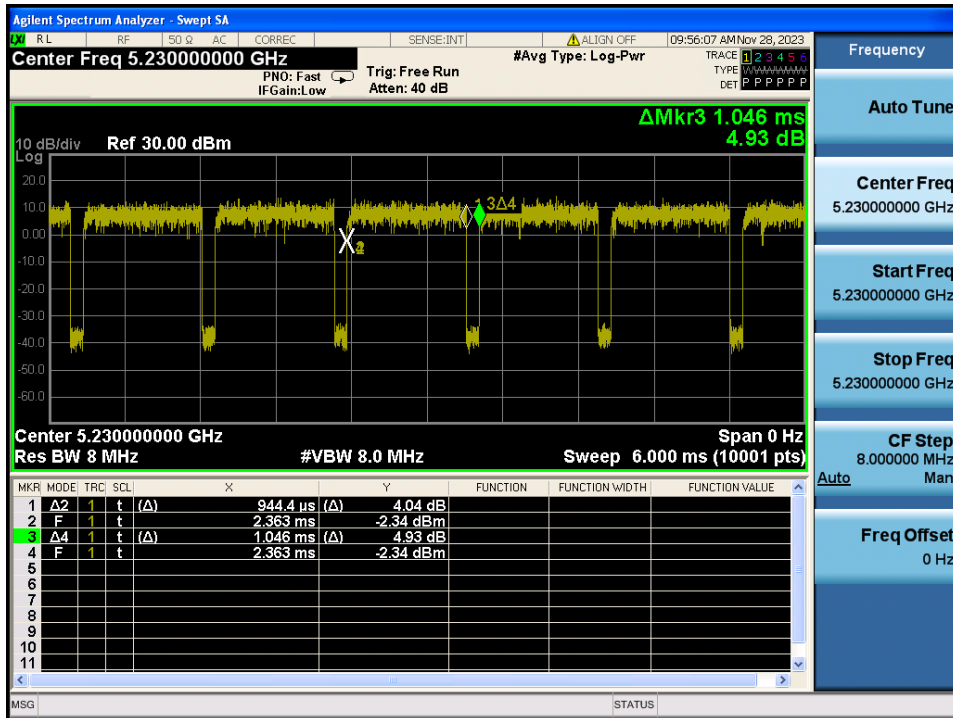 Agilent Spectrum Analyzer - Swept SA
LXI RL RF 50 Ω AC CORREC SENSE:INT ALIGN OFF 09:56:07 AM Nov 28, 2023
Center Freq 5.230000000 GHz
PNO: Fast
IFGain:Low
Trig: Free Run
Atten: 40 dB
#Avg Type: Log-Pwr
TRACE 1 2 3 4 5 6
TYPE WWWWWW
DET P P P P P P
ΔMkr3 1.046 ms
4.93 dB
10 dB/div Ref 30.00 dBm
Log
20.0
10.0
0.00
-10.0
-20.0
-30.0
-40.0
-50.0
-60.0
3Δ4
Center 5.230000000 GHz Span 0 Hz
Res BW 8 MHz #VBW 8.0 MHz Sweep 6.000 ms (10001 pts)
MKR MODE TRC SCL X Y FUNCTION FUNCTION WIDTH FUNCTION VALUE
1 Δ2 1 t (Δ) 944.4 µs (Δ) 4.04 dB
2 F 1 t 2.363 ms -2.34 dBm
3 Δ4 1 t (Δ) 1.046 ms (Δ) 4.93 dB
4 F 1 t 2.363 ms -2.34 dBm
5
6
7
8
9
10
11
MSG STATUS
Frequency
Auto Tune
Center Freq
5.230000000 GHz
Start Freq
5.230000000 GHz
Stop Freq
5.230000000 GHz
CF Step
8.000000 MHz
Auto Man
Freq Offset
0 Hz